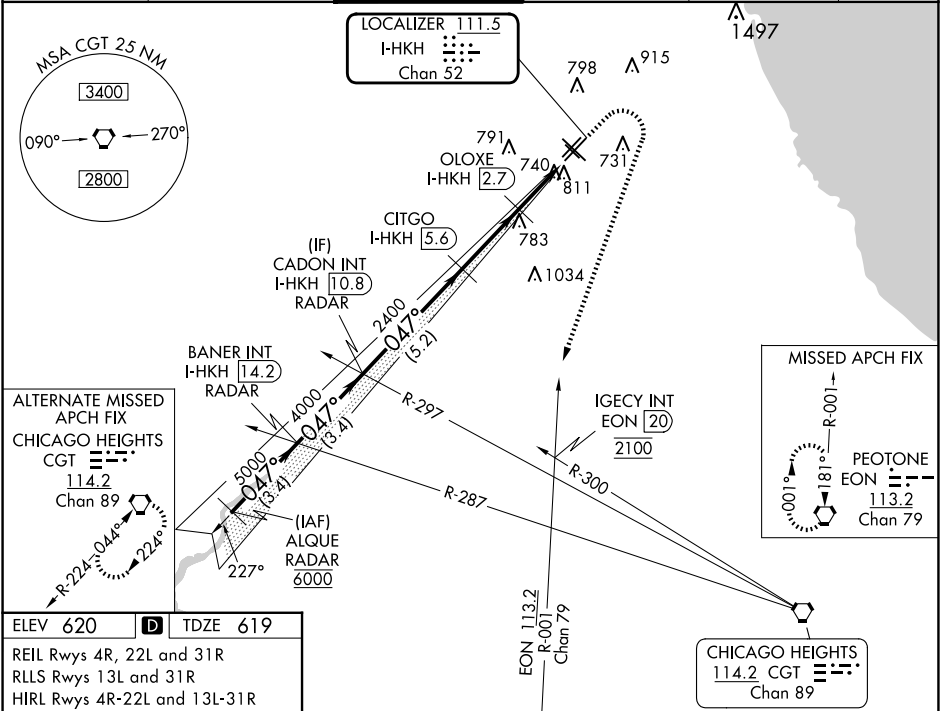 MSA CGT 25 NM
3400
090°
270°
2800
LOCALIZER 111.5
I-HKH
Chan 52
1497
915
798
791
731
740
811
OLOXE
I-HKH 2.7
783
CITGO
I-HKH 5.6
1034
(IF)
CADON INT
I-HKH 10.8
RADAR
2400
047°
(5.2)
BANER INT
I-HKH 14.2
RADAR
4000
047°
(3.4)
R-297
5000
047°
(3.4)
R-287
(IAF)
ALQUE
RADAR
6000
227°
IGECY INT
EON 20
2100
R-300
MISSED APCH FIX
R-001
001°
181°
PEOTONE
EON
113.2
Chan 79
ALTERNATE MISSED
APCH FIX
CHICAGO HEIGHTS
CGT
114.2
Chan 89
R-224
044°
224°
EON 113.2
R-001
Chan 79
CHICAGO HEIGHTS
114.2 CGT
Chan 89
ELEV 620 D TDZE 619
REIL Rwys 4R, 22L and 31R
RLLS Rwys 13L and 31R
HIRL Rwys 4R-22L and 13L-31R